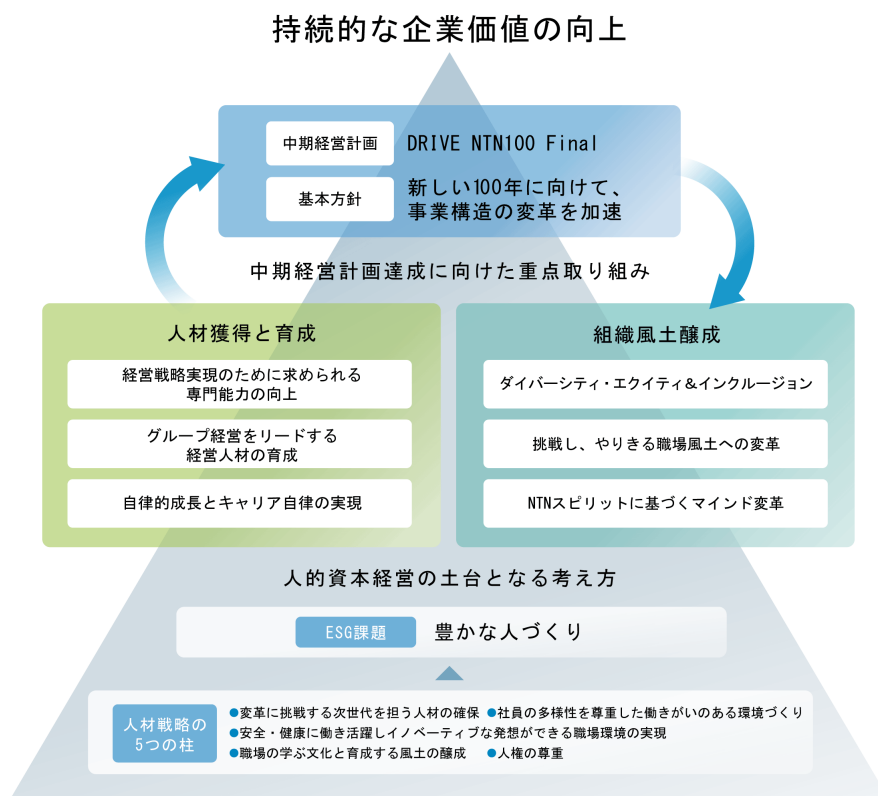 持続的な企業価値の向上
中期経営計画
DRIVE NTN100 Final
基本方針
新しい100年に向けて、
事業構造の変革を加速
中期経営計画達成に向けた重点取り組み
人材獲得と育成
経営戦略実現のために求められる
専門能力の向上
グループ経営をリードする
経営人材の育成
自律的成長とキャリア自律の実現
組織風土醸成
ダイバーシティ・エクイティ&インクルージョン
挑戦し、やりきる職場風土への変革
NTNスピリットに基づくマインド変革
人的資本経営の土台となる考え方
ESG課題
豊かな人づくり
人材戦略の
5つの柱
●変革に挑戦する次世代を担う人材の確保 ●社員の多様性を尊重した働きがいのある環境づくり
●安全・健康に働き活躍しイノベーティブな発想ができる職場環境の実現
●職場の学ぶ文化と育成する風土の醸成 ●人権の尊重